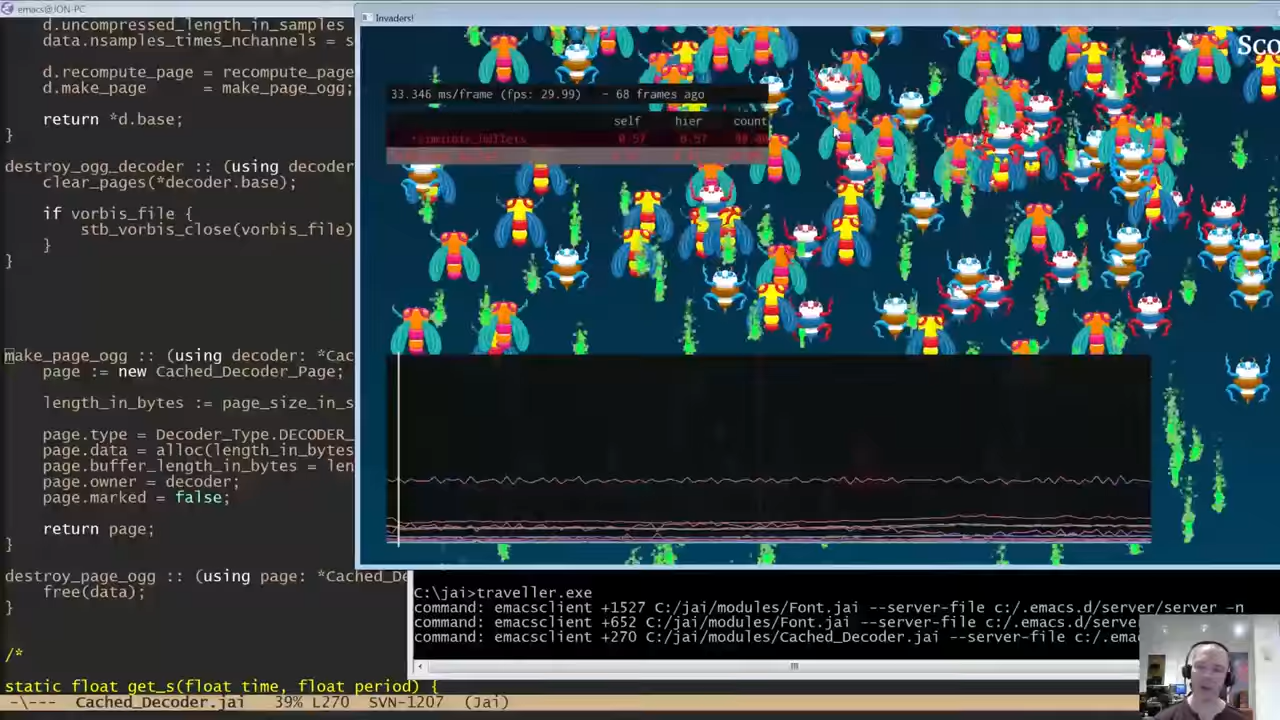 emacs@JON-PC
d.uncompressed_length_in_samples
data.nsamples_times_nchannels = s
d.recompute_page = recompute_page
d.make_page      = make_page_ogg;
return *d.base;
}
destroy_ogg_decoder :: (using decoder
clear_pages(*decoder.base);
if vorbis_file {
stb_vorbis_close(vorbis_file)
}
}
make_page_ogg :: (using decoder: *Cac
page := new Cached_Decoder_Page;
length_in_bytes := page_size_in_s
page.type = Decoder_Type.DECODER_
page.data = alloc(length_in_bytes
page.buffer_length_in_bytes = len
page.owner = decoder;
page.marked = false;
return page;
}
destroy_page_ogg :: (using page: *Cached_De
free(data);
}
/*
static float get_s(float time, float period) {
-\--- Cached_Decoder.jai 39% L270 SVN-1207 (Jai)
Invaders!
Sco
33.346 ms/frame (fps: 29.99) - 68 frames ago
self hier count
0.57 0.57
C:\jai>traveller.exe
command: emacsclient +1527 C:/jai/modules/Font.jai --server-file c:/.emacs.d/server/server -n
command: emacsclient +652 C:/jai/modules/Font.jai --server-file c:/.emacs.d/serve
command: emacsclient +270 C:/jai/modules/Cached_Decoder.jai --server-file c:/.ema